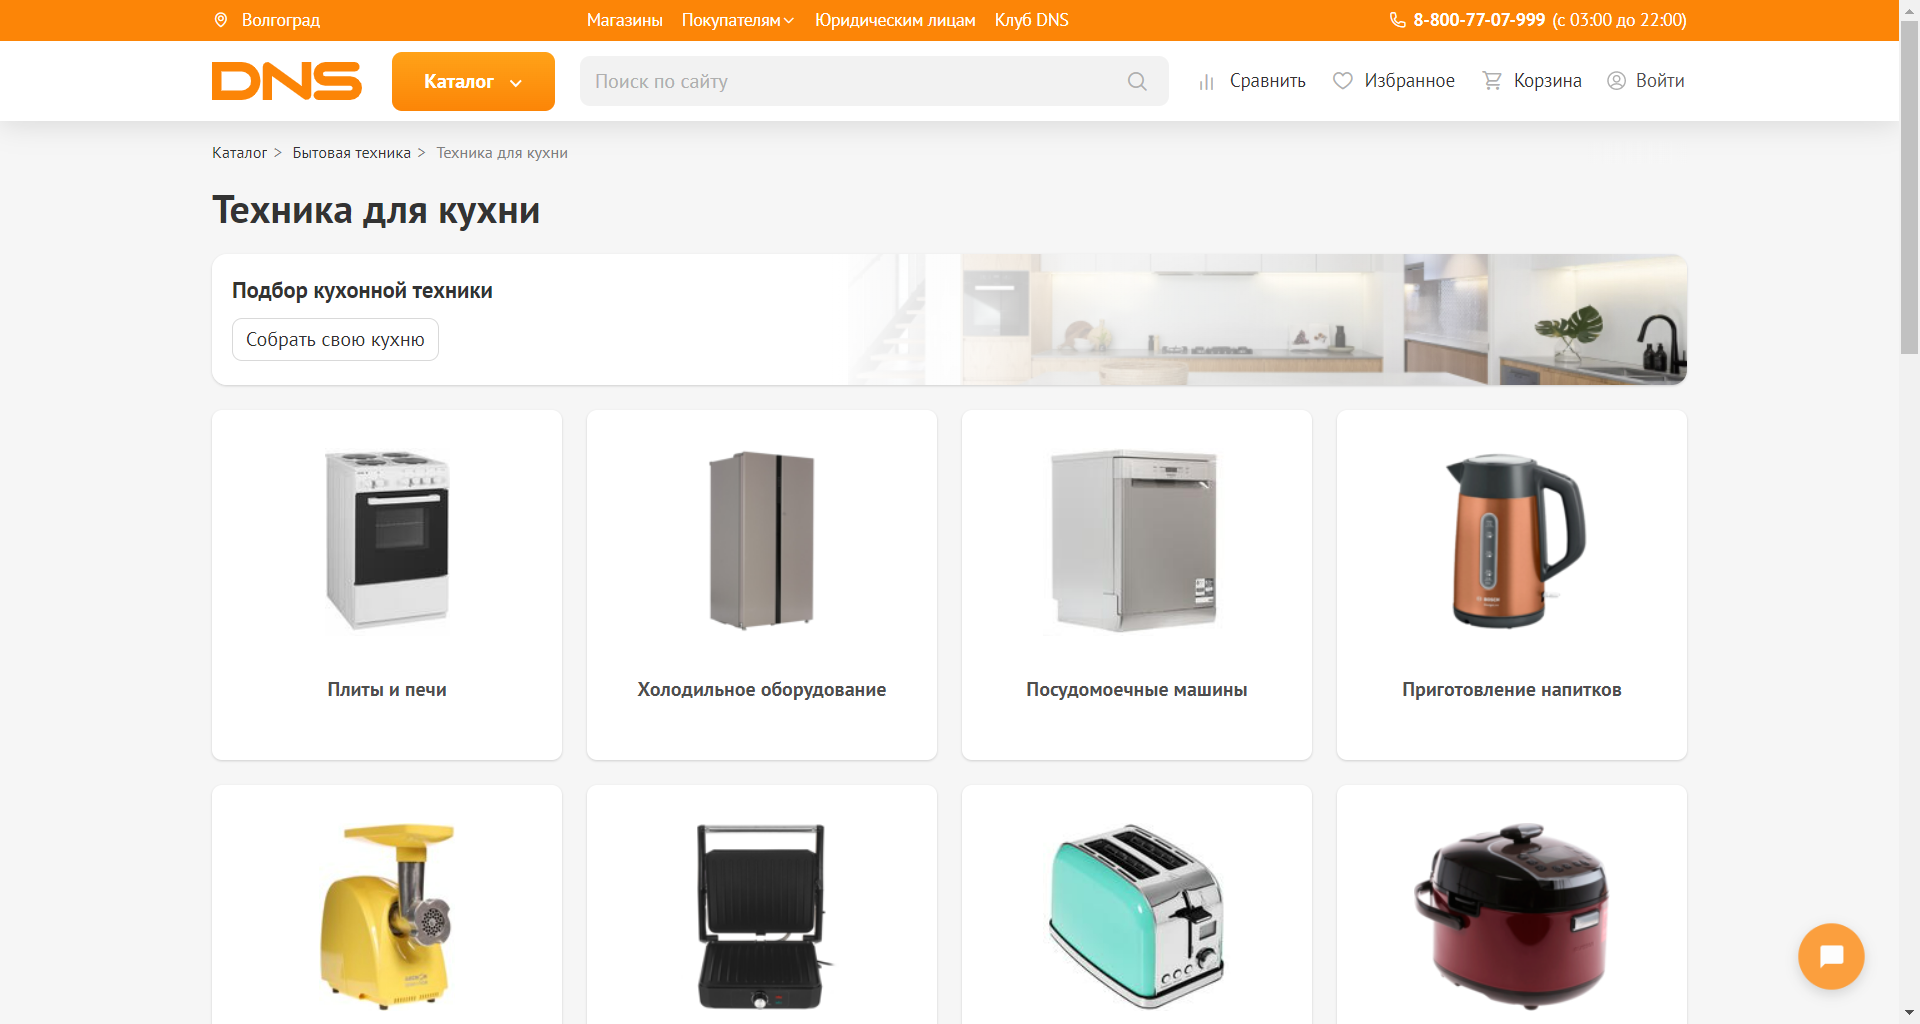 Волгоград
Магазины Покупателям Юридическим лицам Клуб DNS
8-800-77-07-999 (с 03:00 до 22:00)
DNS
Каталог
Поиск по сайту
Сравнить Избранное Корзина Войти
Каталог > Бытовая техника > Техника для кухни
Техника для кухни
Подбор кухонной техники
Собрать свою кухню
Плиты и печи
Холодильное оборудование
Посудомоечные машины
Приготовление напитков